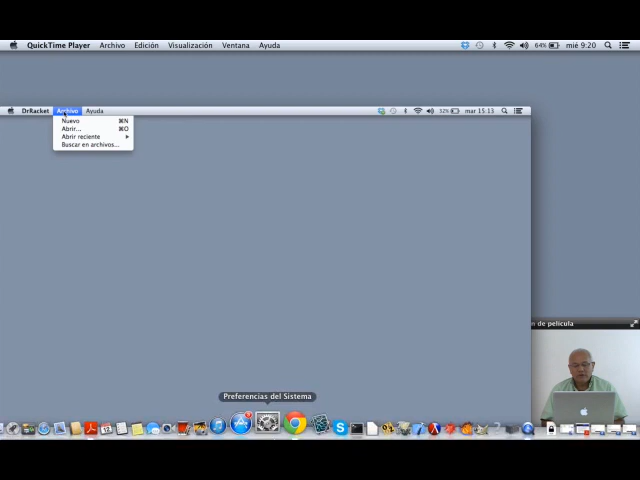 QuickTime Player Archivo Edición Visualización Ventana Ayuda 64% mié 9:20
DrRacket Archivo Ayuda 32% mar 15:13
Nuevo ⌘N
Abrir... ⌘O
Abrir reciente
Buscar en archivos...
n de película
Preferencias del Sistema